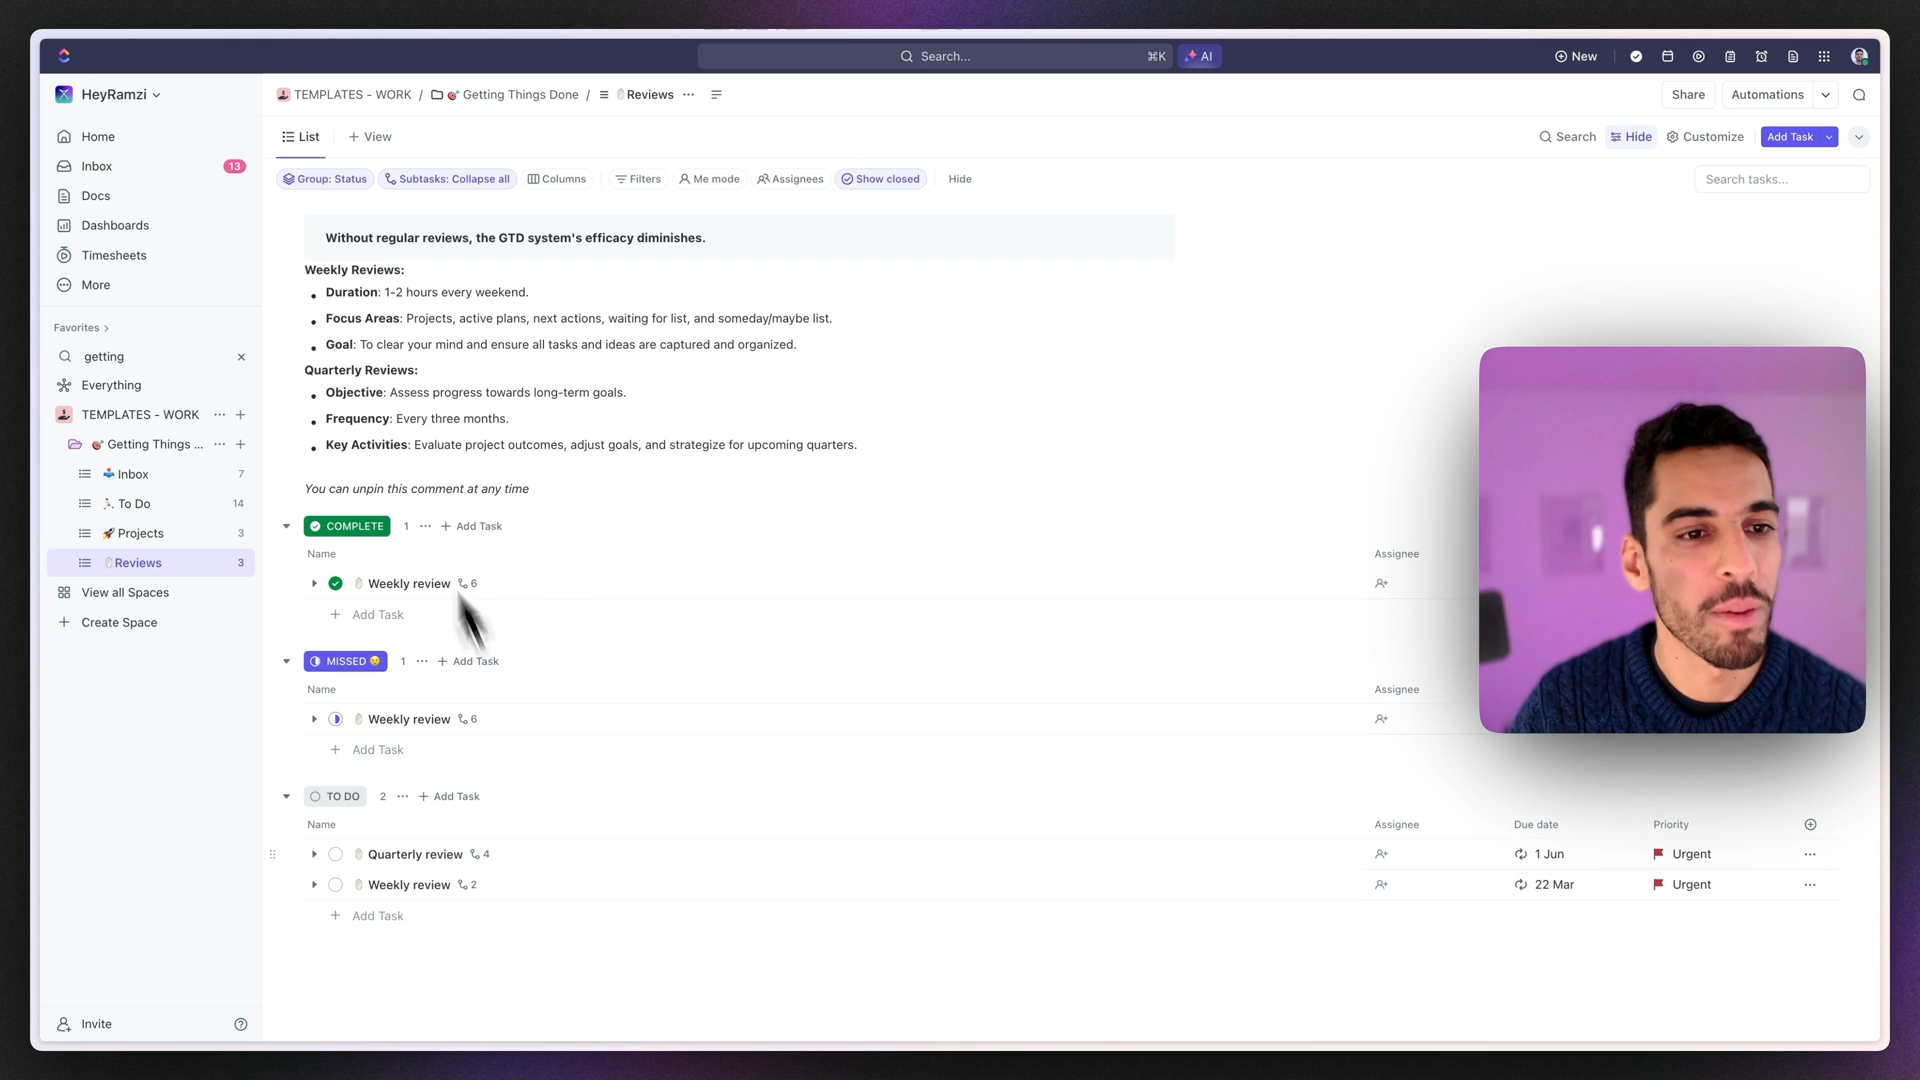 Search...
⌘K
AI
New
HeyRamzi
TEMPLATES - WORK / Getting Things Done / Reviews
Share
Automations
Home
Inbox
13
Docs
Dashboards
Timesheets
More
Favorites
getting
Everything
TEMPLATES - WORK
Getting Things ...
Inbox 7
To Do 14
Projects 3
Reviews 3
View all Spaces
Create Space
Invite
List
View
Search
Hide
Customize
Add Task
Group: Status
Subtasks: Collapse all
Columns
Filters
Me mode
Assignees
Show closed
Hide
Search tasks...
Without regular reviews, the GTD system's efficacy diminishes.
Weekly Reviews:
Duration: 1-2 hours every weekend.
Focus Areas: Projects, active plans, next actions, waiting for list, and someday/maybe list.
Goal: To clear your mind and ensure all tasks and ideas are captured and organized.
Quarterly Reviews:
Objective: Assess progress towards long-term goals.
Frequency: Every three months.
Key Activities: Evaluate project outcomes, adjust goals, and strategize for upcoming quarters.
You can unpin this comment at any time
COMPLETE 1 Add Task
Name Assignee
Weekly review 6
Add Task
MISSED 1 Add Task
Name Assignee
Weekly review 6
Add Task
TO DO 2 Add Task
Name Assignee Due date Priority
Quarterly review 4 1 Jun Urgent
Weekly review 2 22 Mar Urgent
Add Task